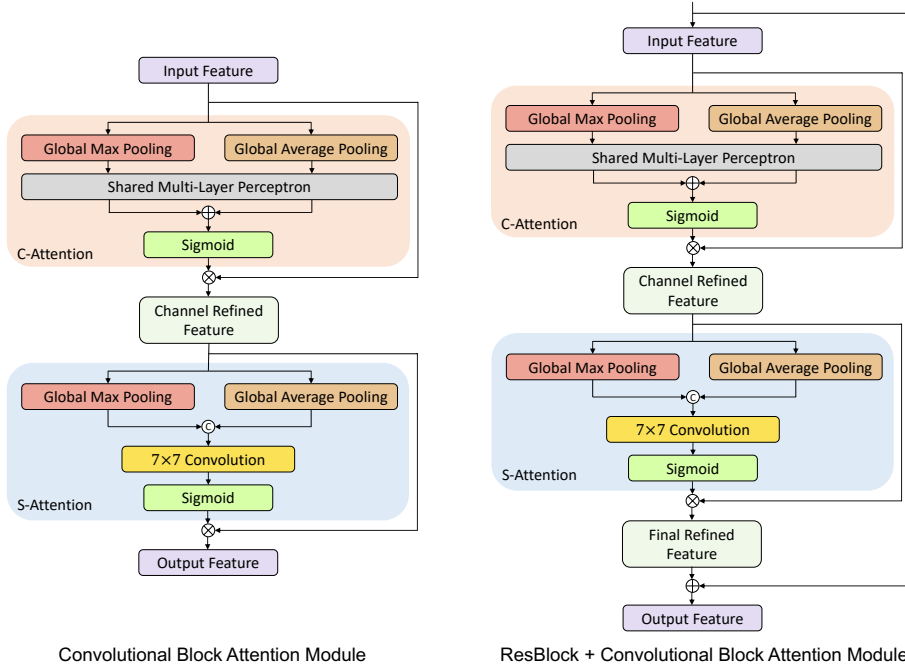 Input Feature
Global Max Pooling
Global Average Pooling
Shared Multi-Layer Perceptron
Sigmoid
C-Attention
Channel Refined
Feature
Global Max Pooling
Global Average Pooling
C
7×7 Convolution
Sigmoid
S-Attention
Output Feature
Convolutional Block Attention Module
Input Feature
Global Max Pooling
Global Average Pooling
Shared Multi-Layer Perceptron
Sigmoid
C-Attention
Channel Refined
Feature
Global Max Pooling
Global Average Pooling
C
7×7 Convolution
Sigmoid
S-Attention
Final Refined
Feature
Output Feature
ResBlock + Convolutional Block Attention Module